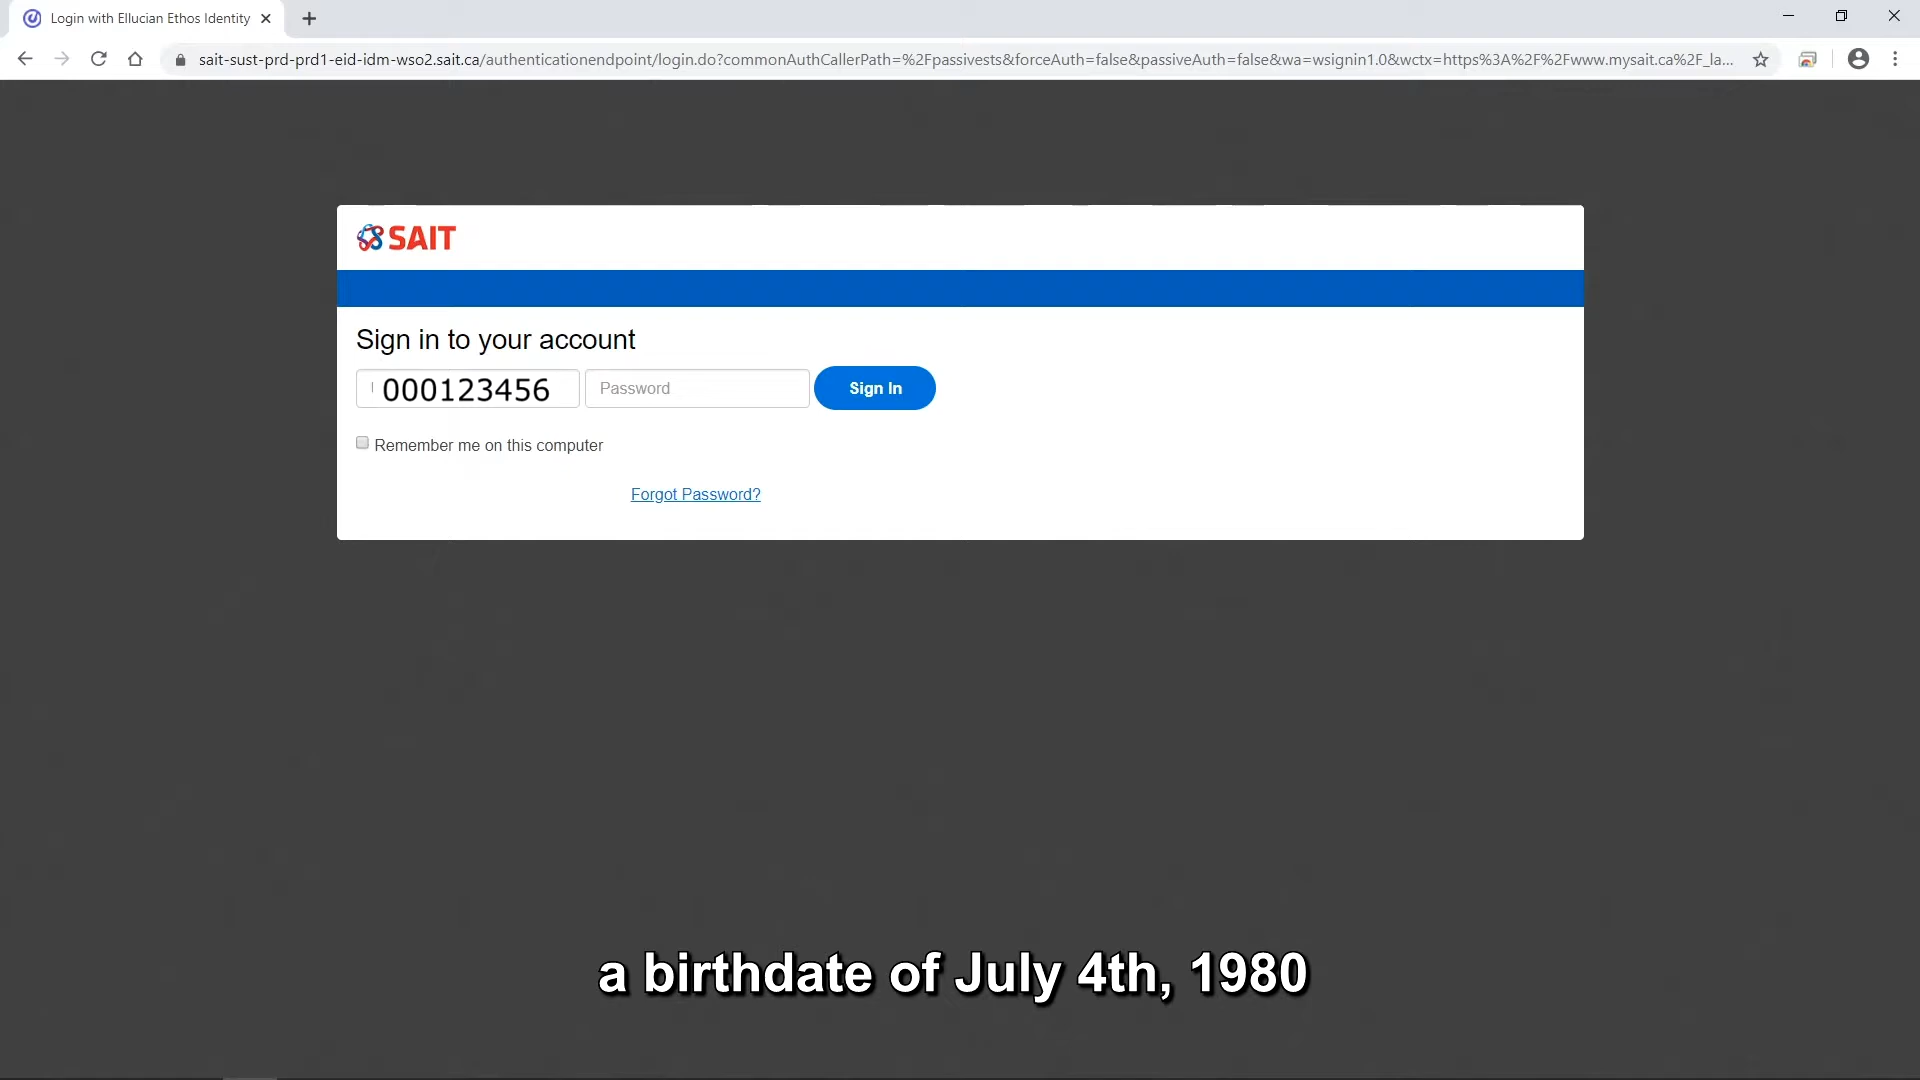 Login with Ellucian Ethos Identity
sait-sust-prd-prd1-eid-idm-wso2.sait.ca/authenticationendpoint/login.do?commonAuthCallerPath=%2Fpassivests&forceAuth=false&passiveAuth=false&wa=wsignin1.0&wctx=https%3A%2F%2Fwww.mysait.ca%2F_la...
SAIT
Sign in to your account
000123456 Password Sign In
Remember me on this computer
Forgot Password?
a birthdate of July 4th, 1980